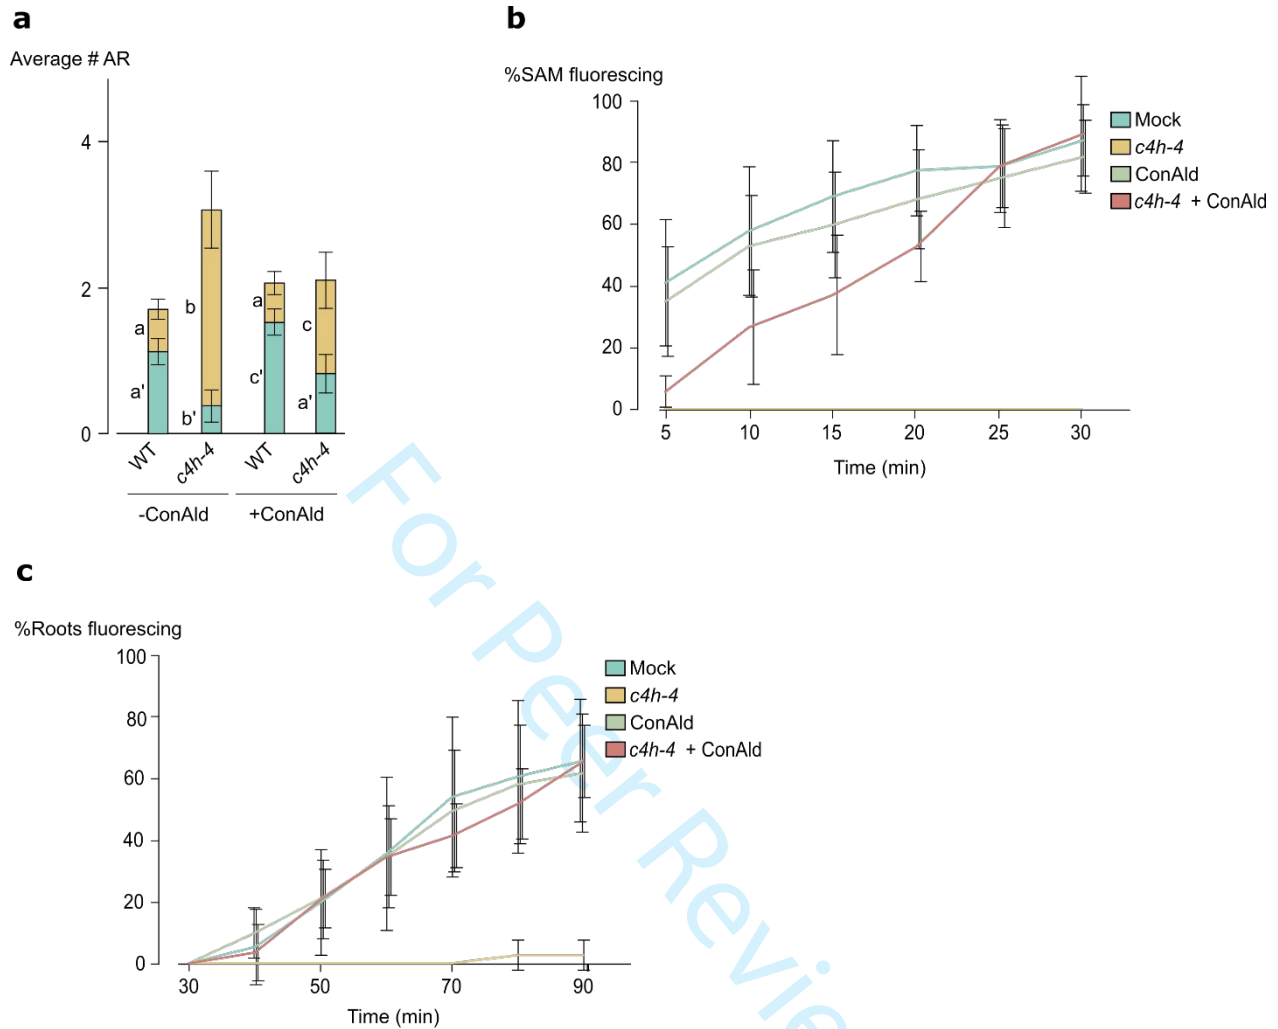 a
Average # AR
4
2
0
a
a'
b
b'
a
c'
c
a'
WT
c4h-4
WT
c4h-4
-ConAld
+ConAld
b
%SAM fluorescing
100
80
60
40
20
0
5 10 15 20 25 30
Time (min)
Mock
c4h-4
ConAld
c4h-4 + ConAld
c
%Roots fluorescing
100
80
60
40
20
0
30 50 70 90
Time (min)
Mock
c4h-4
ConAld
c4h-4 + ConAld
For Peer Revie